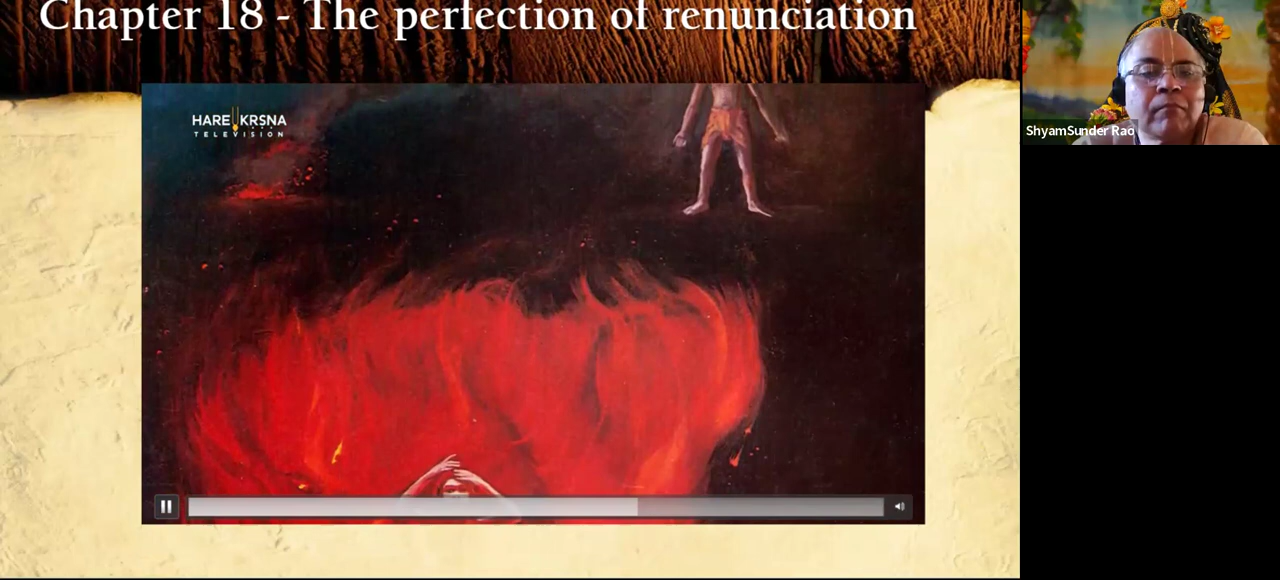 Chapter 18 - The perfection of renunciation
HARE KRSNA
TELEVISION
ShyamSunder Rao